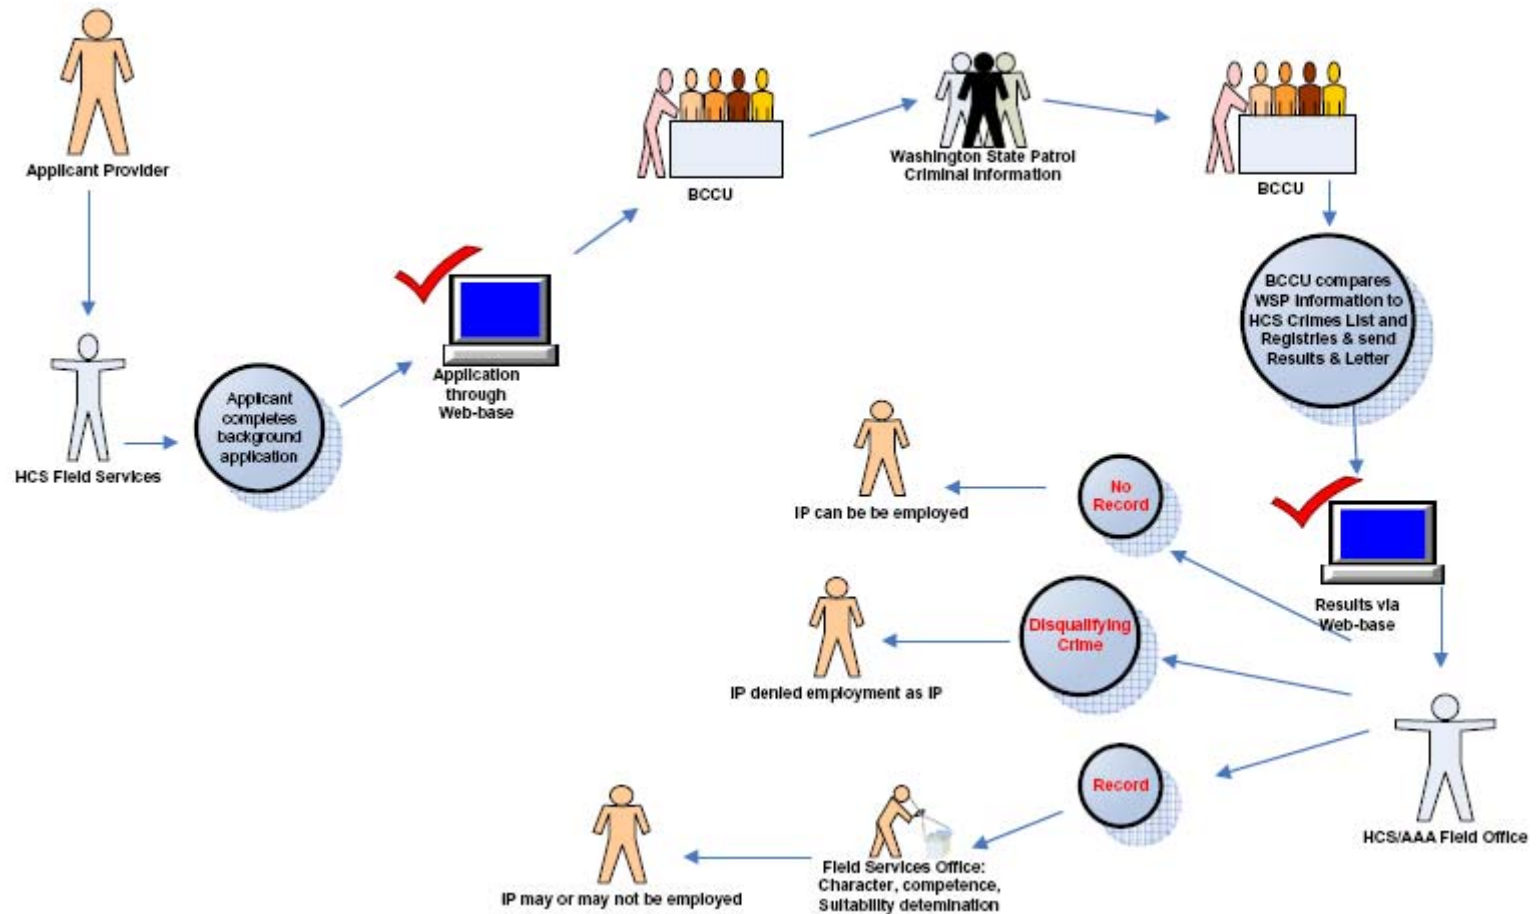 Applicant Provider
HCS Field Services
Applicant
completes
background
application
Application
through
Web-base
BCCU
Washington State Patrol
Criminal Information
BCCU
BCCU compares
WSP Information to
HCS Crimes List and
Registries & send
Results & Letter
Results via
Web-base
HCS/AAA Field Office
No
Record
IP can be be employed
Disqualifying
Crime
IP denied employment as IP
Record
Field Services Office:
Character, competence,
Suitability detemination
IP may or may not be employed